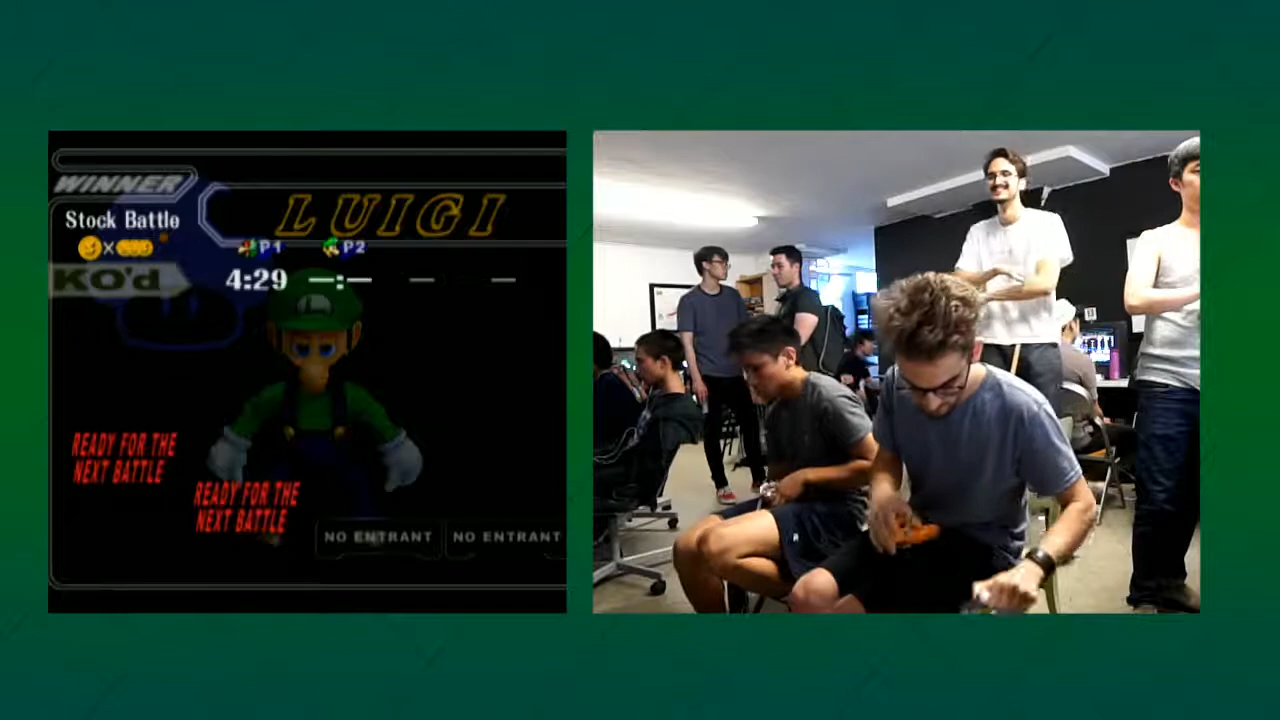 WINNER
LUIGI
Stock Battle
P1 P2
KO'd 4:29 —:— — —
READY FOR THE
NEXT BATTLE
READY FOR THE
NEXT BATTLE
NO ENTRANT NO ENTRANT